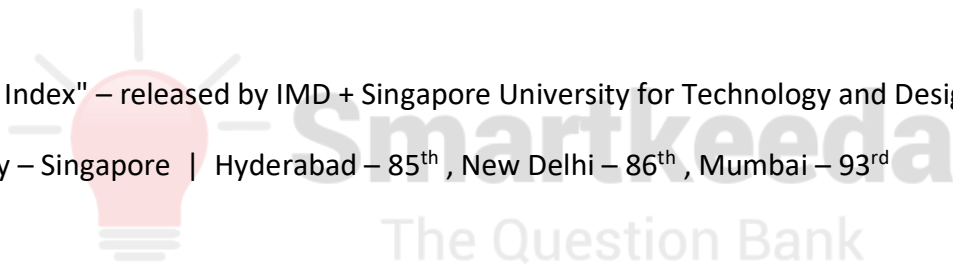 Index" – released by IMD + Singapore University for Technology and Desig
y – Singapore | Hyderabad – 85th , New Delhi – 86th , Mumbai – 93rd
Smartkeeda
The Question Bank